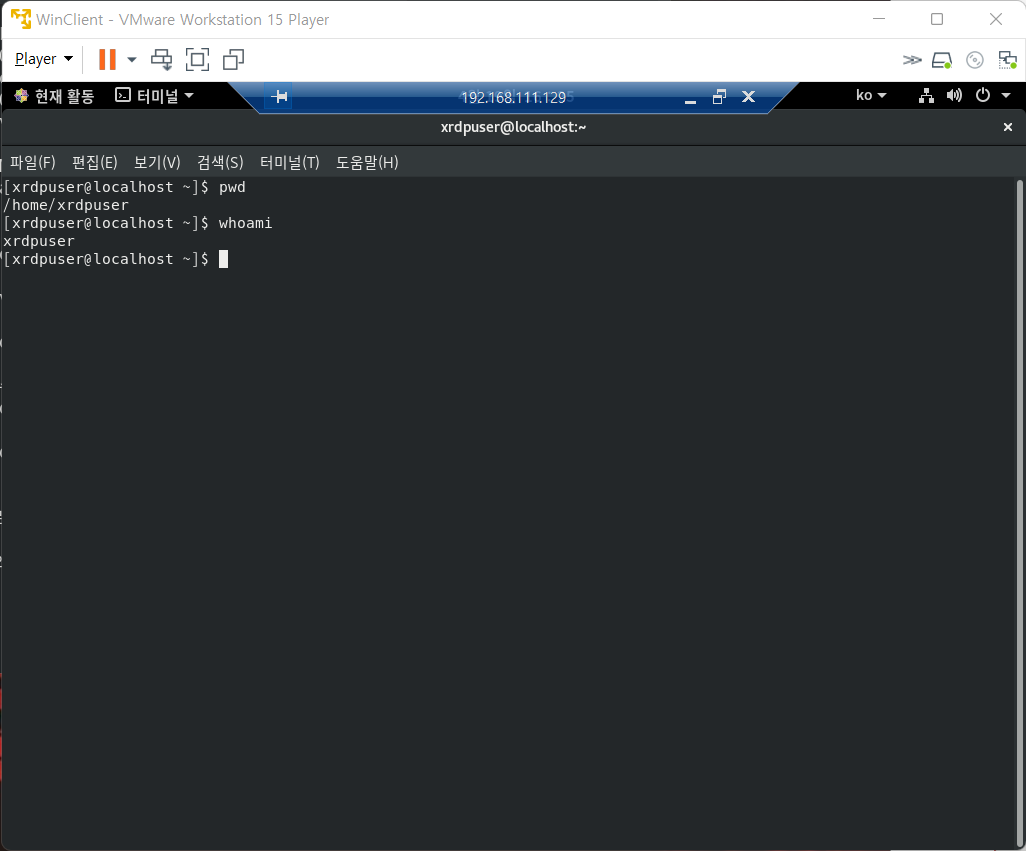 WinClient - VMware Workstation 15 Player
Player
현재 활동 터미널 192.168.111.129 ko
xrdpuser@localhost:~
파일(F) 편집(E) 보기(V) 검색(S) 터미널(T) 도움말(H)
[xrdpuser@localhost ~]$ pwd
/home/xrdpuser
[xrdpuser@localhost ~]$ whoami
xrdpuser
[xrdpuser@localhost ~]$